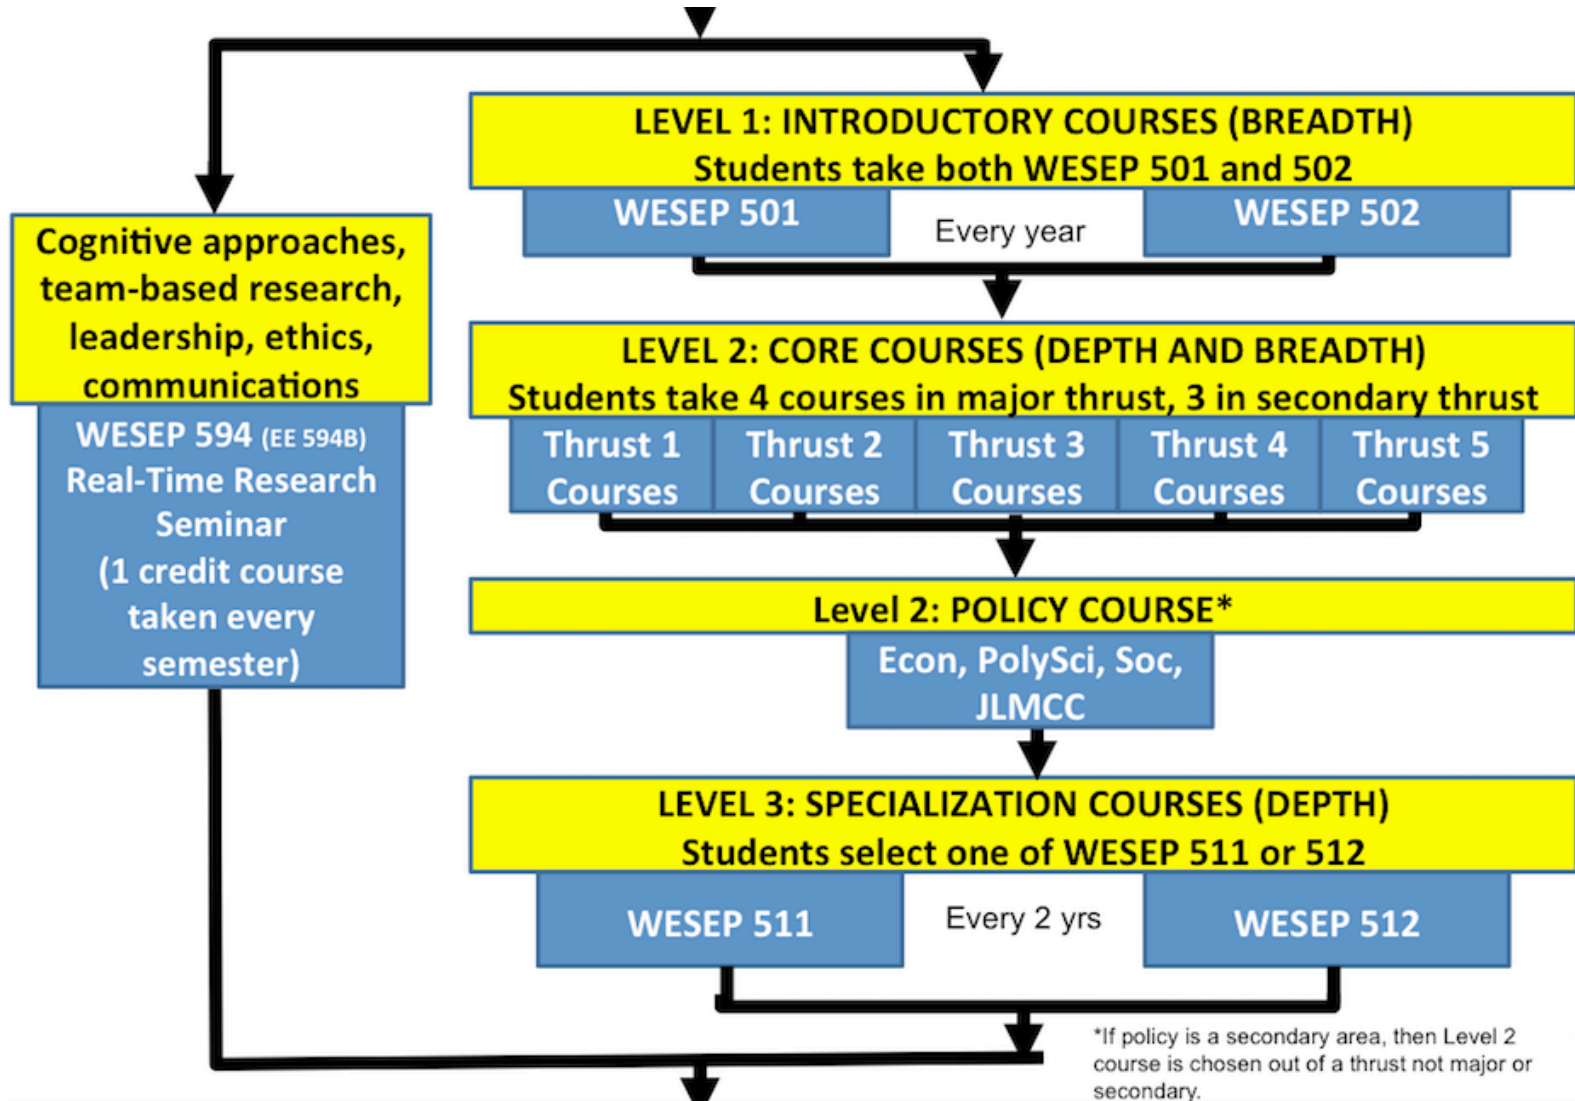 LEVEL 1: INTRODUCTORY COURSES (BREADTH)
Students take both WESEP 501 and 502
WESEP 501
Every year
WESEP 502
Cognitive approaches,
team-based research,
leadership, ethics,
communications
WESEP 594 (EE 594B)
Real-Time Research
Seminar
(1 credit course
taken every
semester)
LEVEL 2: CORE COURSES (DEPTH AND BREADTH)
Students take 4 courses in major thrust, 3 in secondary thrust
Thrust 1
Courses
Thrust 2
Courses
Thrust 3
Courses
Thrust 4
Courses
Thrust 5
Courses
Level 2: POLICY COURSE*
Econ, PolySci, Soc,
JLMCC
LEVEL 3: SPECIALIZATION COURSES (DEPTH)
Students select one of WESEP 511 or 512
WESEP 511
Every 2 yrs
WESEP 512
*If policy is a secondary area, then Level 2
course is chosen out of a thrust not major or
secondary.